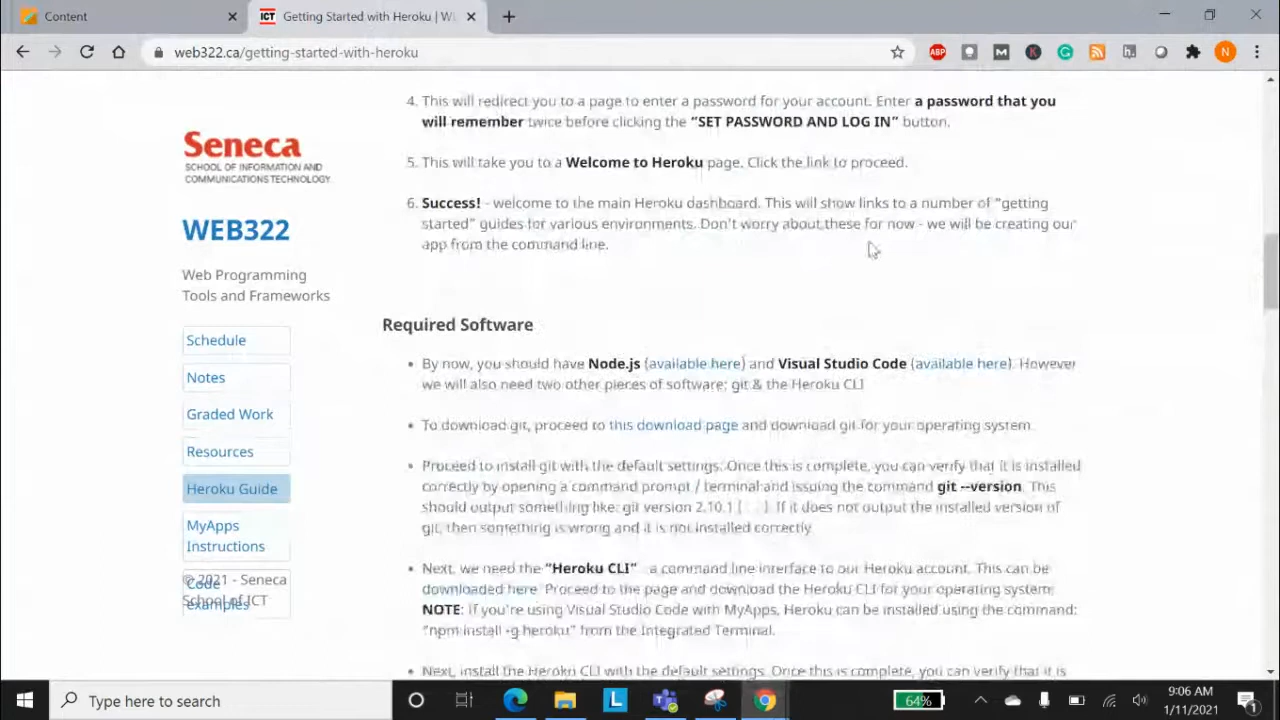 Content
ICT Getting Started with Heroku | W
web322.ca/getting-started-with-heroku
ABP
N
4. This will redirect you to a page to enter a password for your account. Enter a password that you
will remember twice before clicking the "SET PASSWORD AND LOG IN" button.
5. This will take you to a Welcome to Heroku page. Click the link to proceed.
6. Success! - welcome to the main Heroku dashboard. This will show links to a number of "getting
started" guides for various environments. Don't worry about these for now - we will be creating our
app from the command line.
Seneca
SCHOOL OF INFORMATION AND
COMMUNICATIONS TECHNOLOGY
WEB322
Web Programming
Tools and Frameworks
Schedule
Notes
Graded Work
Resources
Heroku Guide
MyApps
Instructions
Code
examples
© 2021 - Seneca
School of ICT
Required Software
• By now, you should have Node.js (available here) and Visual Studio Code (available here). However
we will also need two other pieces of software: git & the Heroku CLI
• To download git, proceed to this download page and download git for your operating system.
• Proceed to install git with the default settings. Once this is complete, you can verify that it is installed
correctly by opening a command prompt / terminal and issuing the command git --version. This
should output something like: git version 2.10.1 ( . . . ). If it does not output the installed version of
git, then something is wrong and it is not installed correctly.
• Next, we need the "Heroku CLI" - a command line interface to our Heroku account. This can be
downloaded here. Proceed to the page and download the Heroku CLI for your operating system.
NOTE: If you're using Visual Studio Code with MyApps, Heroku can be installed using the command:
"npm install -g heroku" from the Integrated Terminal.
• Next, install the Heroku CLI with the default settings. Once this is complete, you can verify that it is
Type here to search
L
64%
9:06 AM
1/11/2021
1